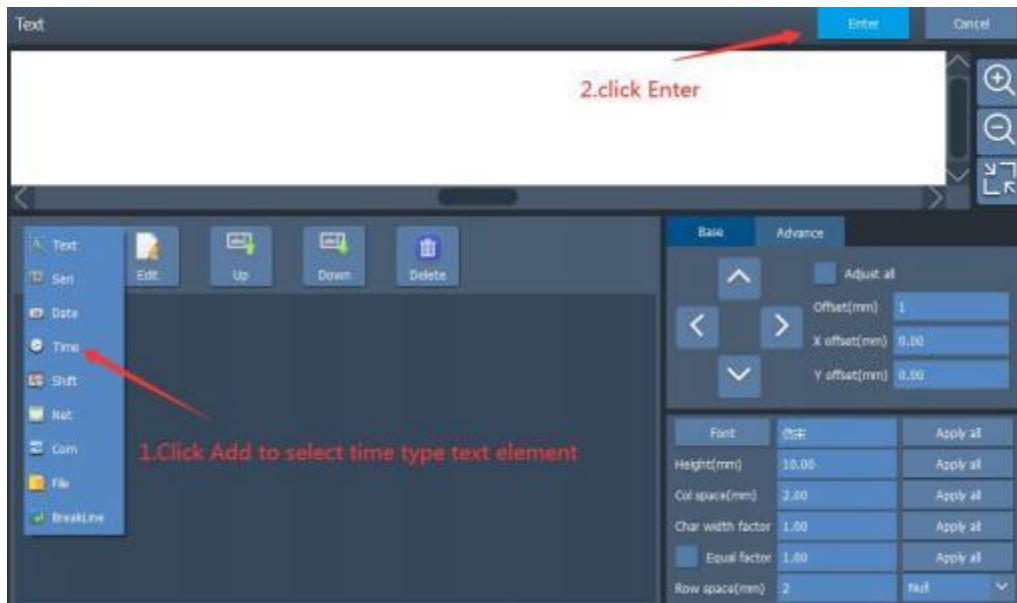 Text
Enter
Cancel
2.click Enter
Text
Seri
Date
Time
Shift
Net
Com
File
BreakLine
Edit
Up
Down
Delete
1.Click Add to select time type text element
Base
Advance
Adjust all
Offset(mm) 1
X offset(mm) 0.00
Y offset(mm) 0.00
Font 仿宋 Apply all
Height(mm) 10.00 Apply all
Col space(mm) 2.00 Apply all
Char width factor 1.00 Apply all
Equal factor 1.00 Apply all
Row space(mm) 2 Null